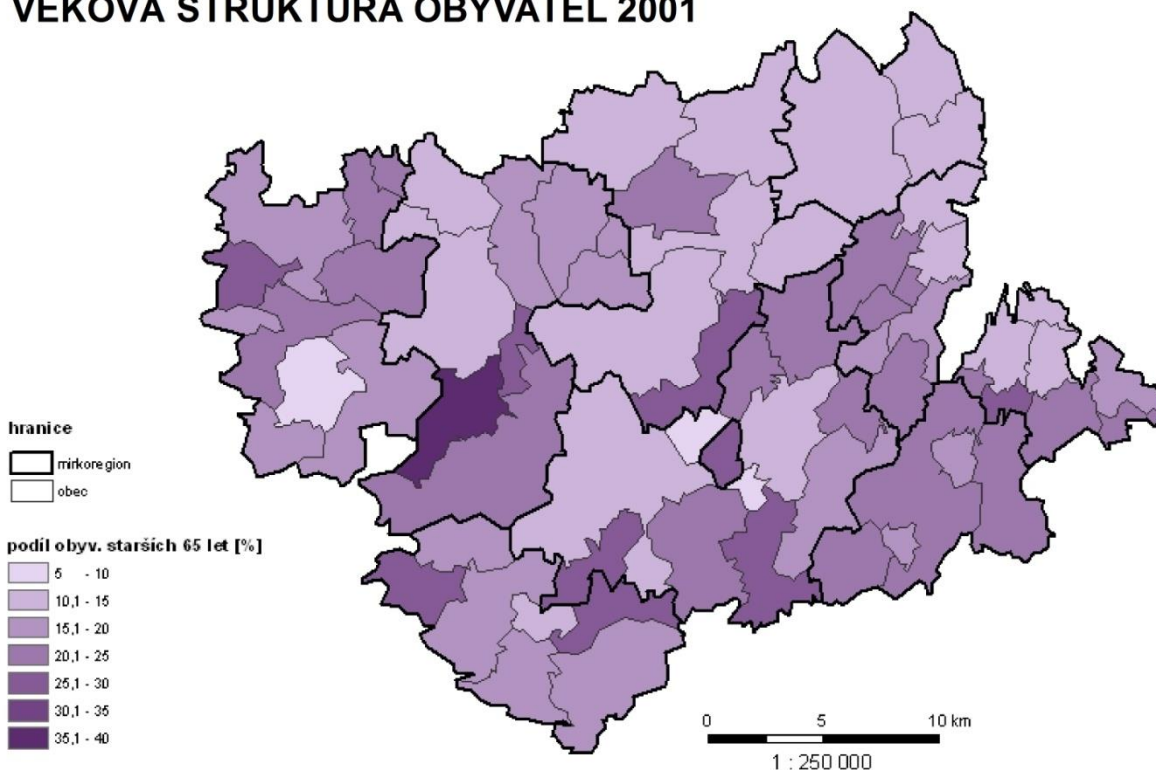 VĚKOVÁ STRUKTURA OBYVATEL 2001
hranice
mirkoregion
obec
podíl obyv. starších 65 let [%]
5 - 10
10,1 - 15
15,1 - 20
20,1 - 25
25,1 - 30
30,1 - 35
35,1 - 40
0 5 10 km
1 : 250 000